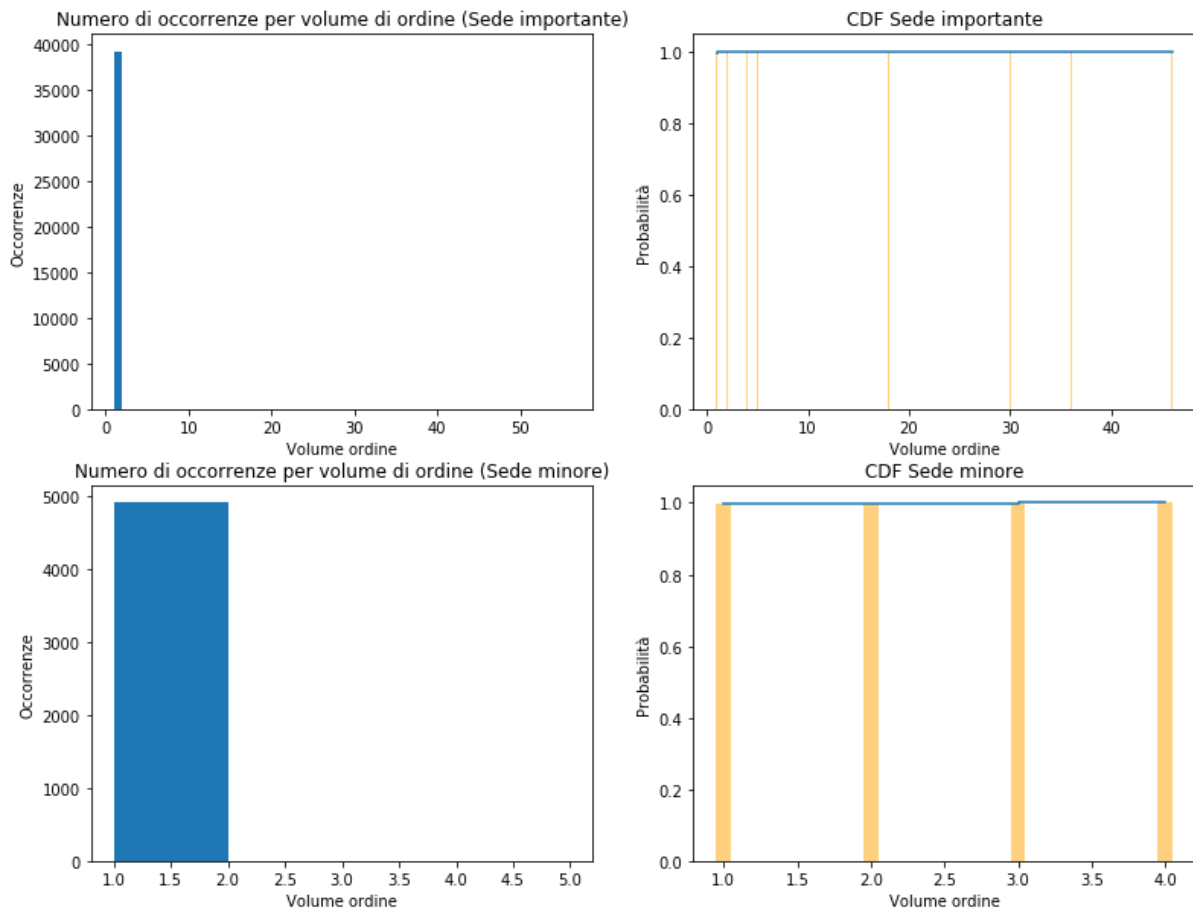 Numero di occorrenze per volume di ordine (Sede importante)
40000
35000
30000
25000
20000
15000
10000
5000
0
Occorrenze
0 10 20 30 40 50
Volume ordine
CDF Sede importante
1.0
0.8
0.6
0.4
0.2
0.0
Probabilità
0 10 20 30 40
Volume ordine
Numero di occorrenze per volume di ordine (Sede minore)
5000
4000
3000
2000
1000
0
Occorrenze
1.0 1.5 2.0 2.5 3.0 3.5 4.0 4.5 5.0
Volume ordine
CDF Sede minore
1.0
0.8
0.6
0.4
0.2
0.0
Probabilità
1.0 1.5 2.0 2.5 3.0 3.5 4.0
Volume ordine